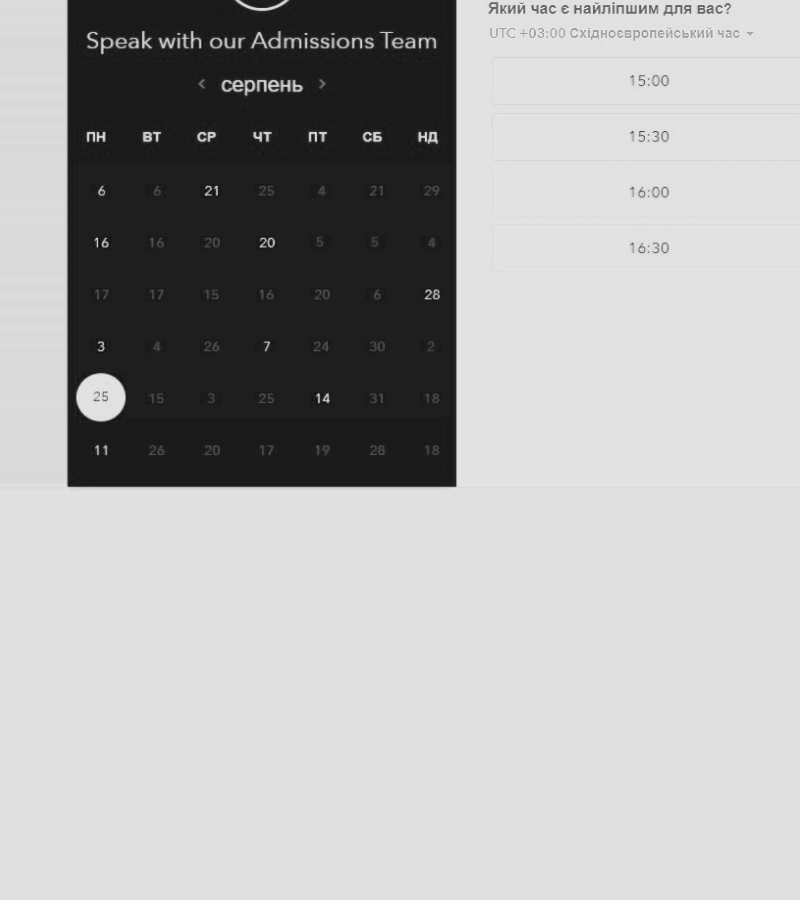 Speak with our Admissions Team
серпень
ПН ВТ СР ЧТ ПТ СБ НД
6 6 21 25 4 21 29
16 16 20 20 5 5 4
17 17 15 16 20 6 28
3 4 26 7 24 30 2
25 15 3 25 14 31 18
11 26 20 17 19 28 18
Який час є найліпшим для вас?
UTC +03:00 Східноєвропейський час
15:00
15:30
16:00
16:30